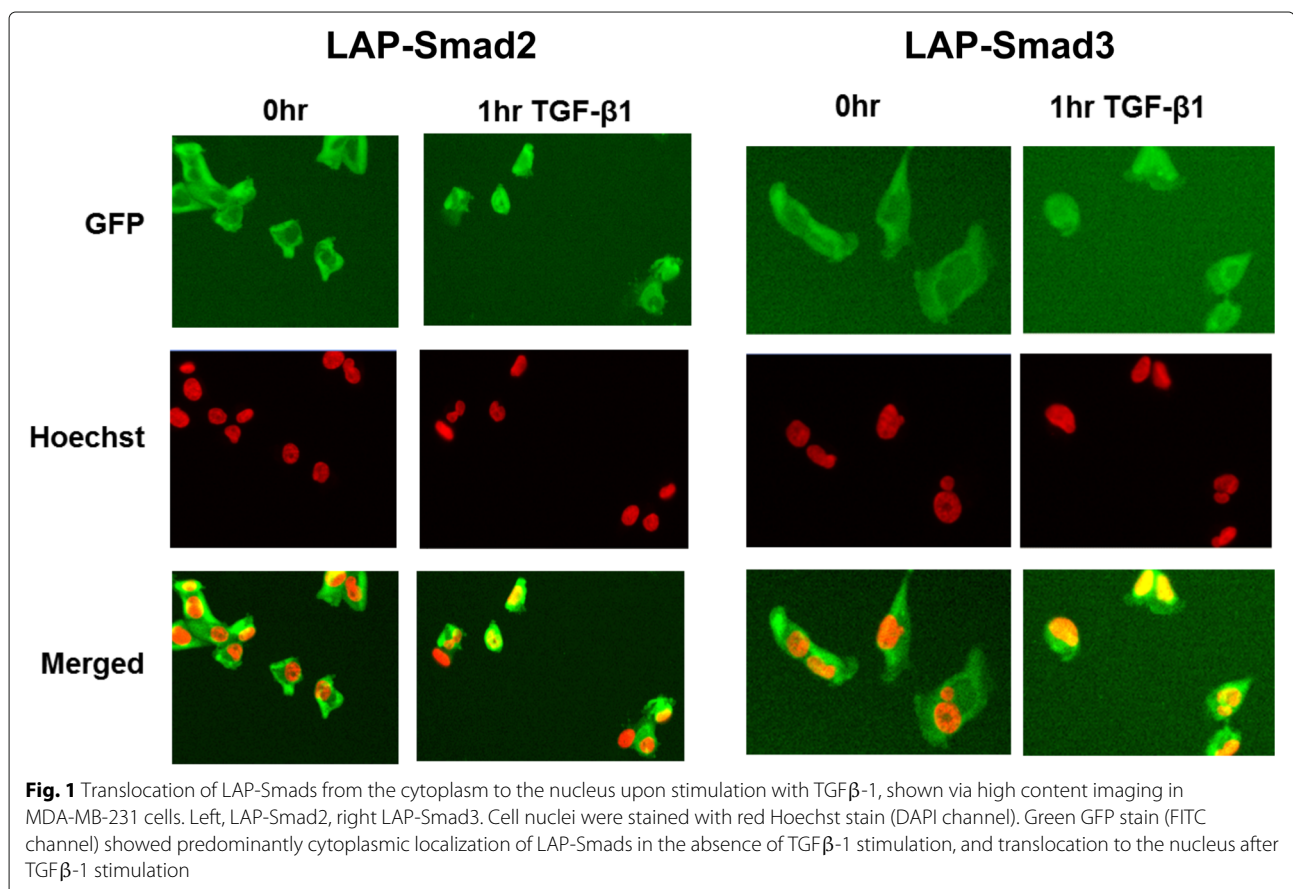 LAP-Smad2 LAP-Smad3
0hr 1hr TGF-β1 0hr 1hr TGF-β1
GFP
Hoechst
Merged
Fig. 1 Translocation of LAP-Smads from the cytoplasm to the nucleus upon stimulation with TGFβ-1, shown via high content imaging in
MDA-MB-231 cells. Left, LAP-Smad2, right LAP-Smad3. Cell nuclei were stained with red Hoechst stain (DAPI channel). Green GFP stain (FITC
channel) showed predominantly cytoplasmic localization of LAP-Smads in the absence of TGFβ-1 stimulation, and translocation to the nucleus after
TGFβ-1 stimulation